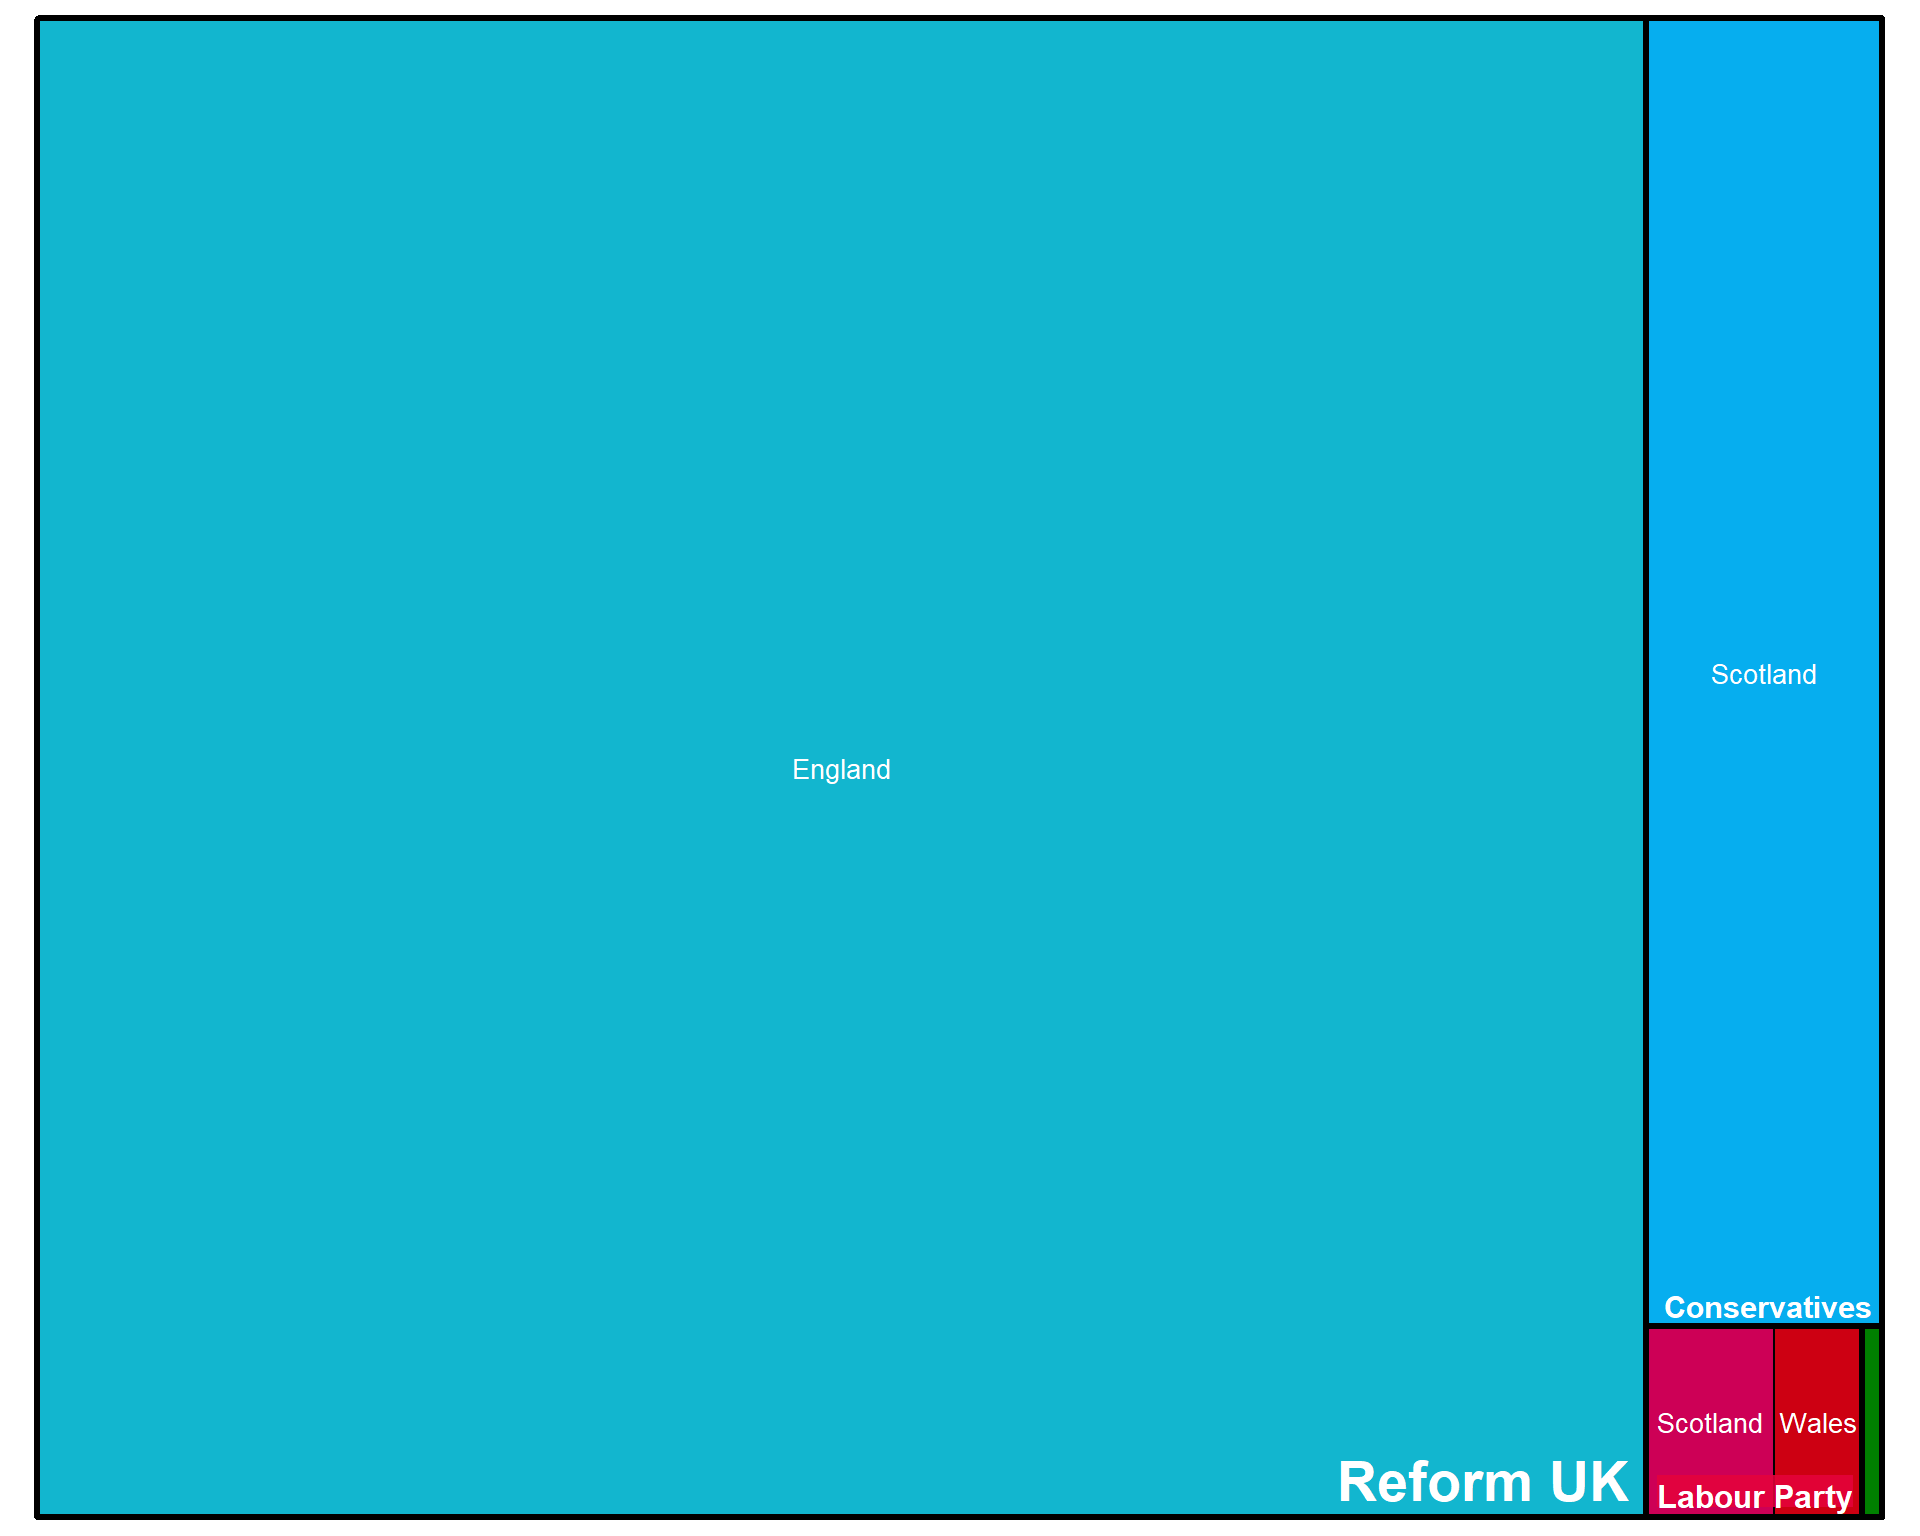 England
Reform UK
Scotland
Conservatives
Scotland
Wales
Labour Party